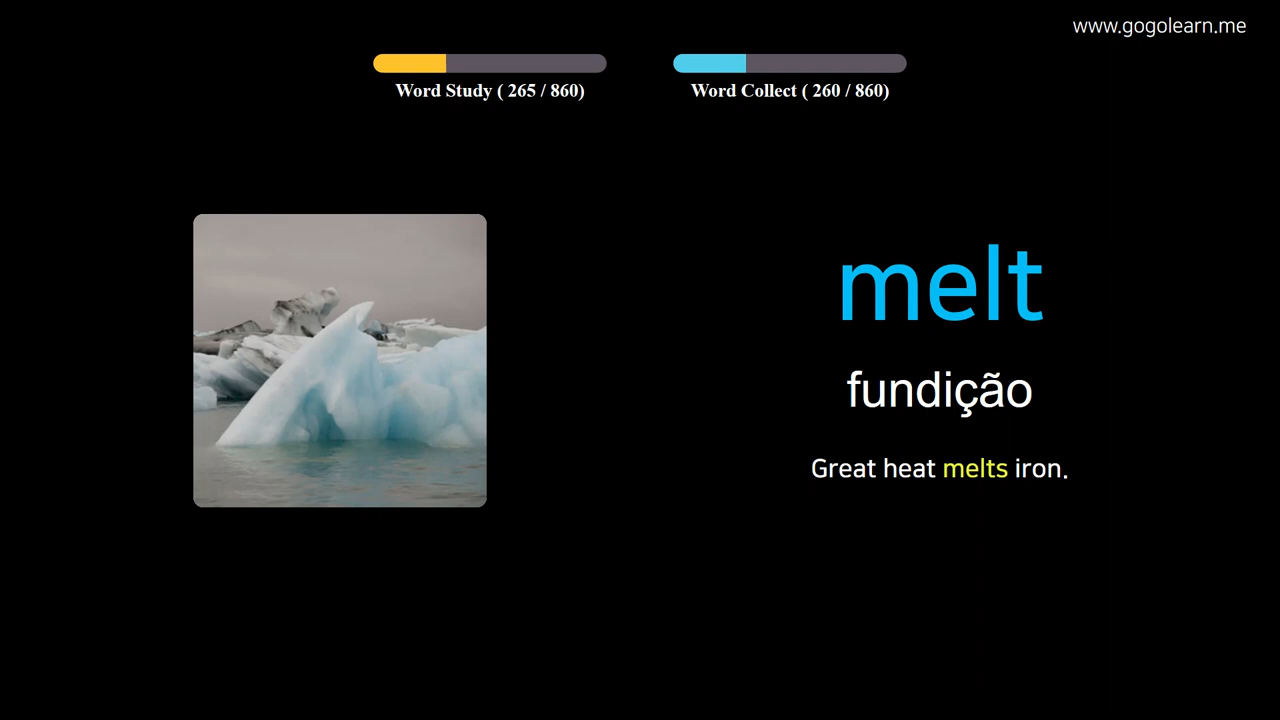 www.gogolearn.me
Word Study ( 265 / 860)
Word Collect ( 260 / 860)
melt
fundição
Great heat melts iron.